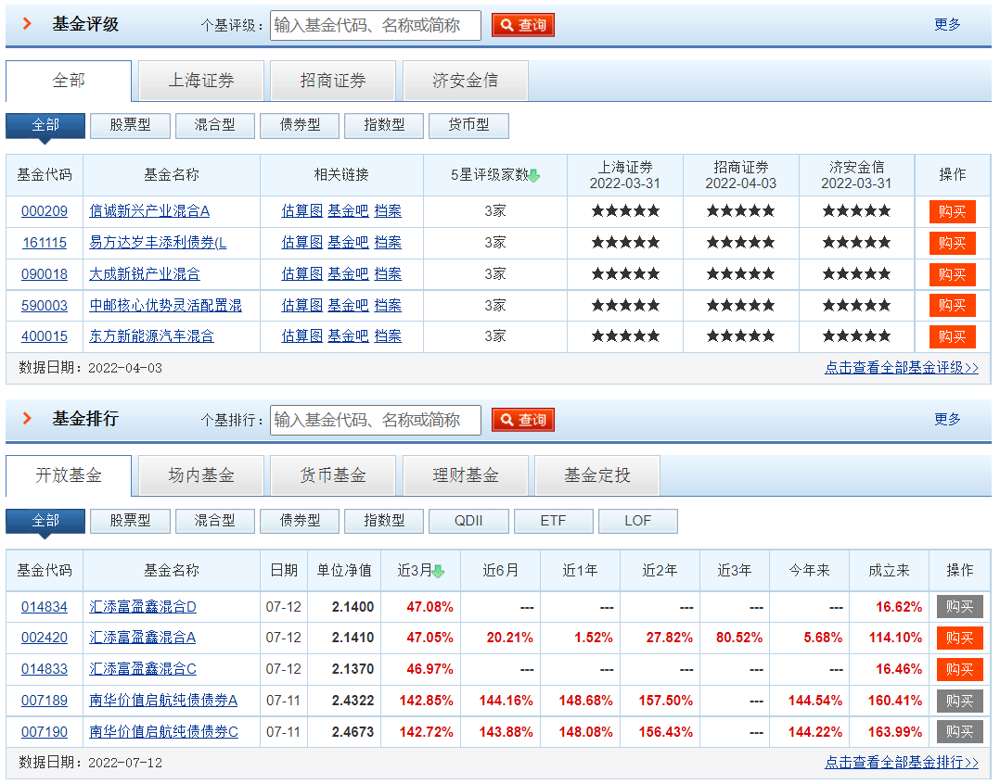 基金评级 个基评级： 输入基金代码、名称或简称 查询 更多
全部 上海证券 招商证券 济安金信
全部 股票型 混合型 债券型 指数型 货币型
基金代码 基金名称 相关链接 5星评级家数 上海证券 2022-03-31 招商证券 2022-04-03 济安金信 2022-03-31 操作
000209 信诚新兴产业混合A 估算图 基金吧 档案 3家 ★★★★★ ★★★★★ ★★★★★ 购买
161115 易方达岁丰添利债券(L 估算图 基金吧 档案 3家 ★★★★★ ★★★★★ ★★★★★ 购买
090018 大成新锐产业混合 估算图 基金吧 档案 3家 ★★★★★ ★★★★★ ★★★★★ 购买
590003 中邮核心优势灵活配置混 估算图 基金吧 档案 3家 ★★★★★ ★★★★★ ★★★★★ 购买
400015 东方新能源汽车混合 估算图 基金吧 档案 3家 ★★★★★ ★★★★★ ★★★★★ 购买
数据日期：2022-04-03 点击查看全部基金评级>>
基金排行 个基排行： 输入基金代码、名称或简称 查询 更多
开放基金 场内基金 货币基金 理财基金 基金定投
全部 股票型 混合型 债券型 指数型 QDII ETF LOF
基金代码 基金名称 日期 单位净值 近3月 近6月 近1年 近2年 近3年 今年来 成立来 操作
014834 汇添富盈鑫混合D 07-12 2.1400 47.08% --- --- --- --- --- 16.62% 购买
002420 汇添富盈鑫混合A 07-12 2.1410 47.05% 20.21% 1.52% 27.82% 80.52% 5.68% 114.10% 购买
014833 汇添富盈鑫混合C 07-12 2.1370 46.97% --- --- --- --- --- 16.46% 购买
007189 南华价值启航纯债债券A 07-11 2.4322 142.85% 144.16% 148.68% 157.50% --- 144.54% 160.41% 购买
007190 南华价值启航纯债债券C 07-11 2.4673 142.72% 143.88% 148.08% 156.43% --- 144.22% 163.99% 购买
数据日期：2022-07-12 点击查看全部基金排行>>